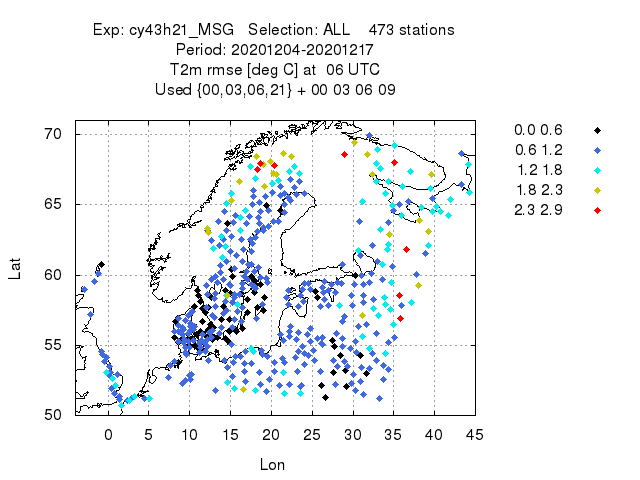 Exp: cy43h21_MSG Selection: ALL 473 stations
Period: 20201204-20201217
T2m rmse [deg C] at 06 UTC
Used {00,03,06,21} + 00 03 06 09
0.0 0.6
0.6 1.2
1.2 1.8
1.8 2.3
2.3 2.9
70
65
60
55
50
Lat
0 5 10 15 20 25 30 35 40 45
Lon